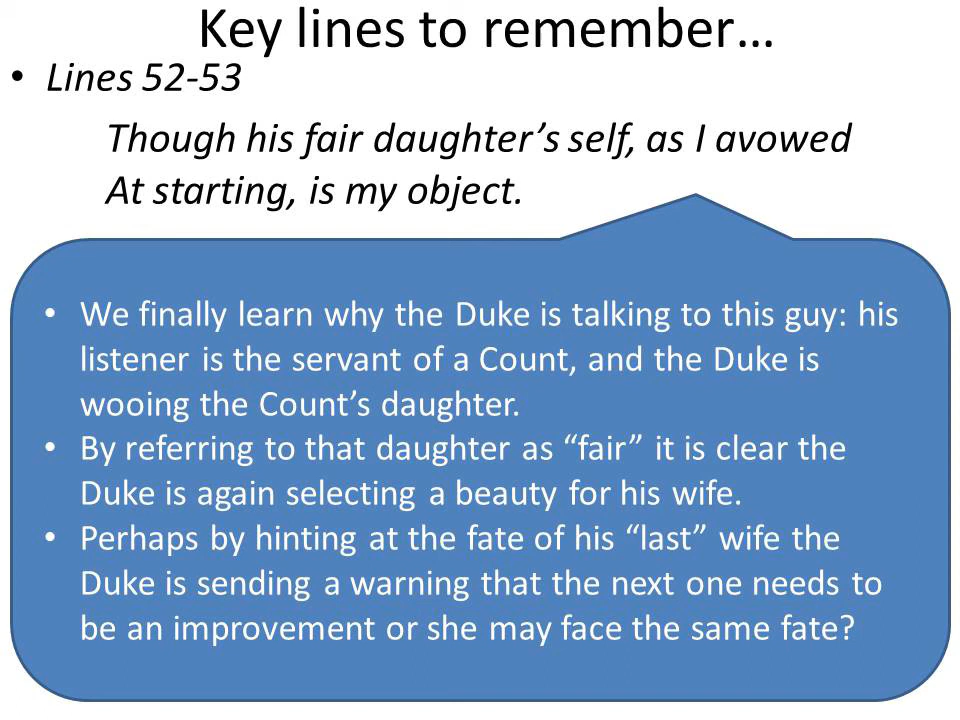 Key lines to remember…
• Lines 52-53
Though his fair daughter’s self, as I avowed
At starting, is my object.
• We finally learn why the Duke is talking to this guy: his
listener is the servant of a Count, and the Duke is
wooing the Count’s daughter.
• By referring to that daughter as “fair” it is clear the
Duke is again selecting a beauty for his wife.
• Perhaps by hinting at the fate of his “last” wife the
Duke is sending a warning that the next one needs to
be an improvement or she may face the same fate?